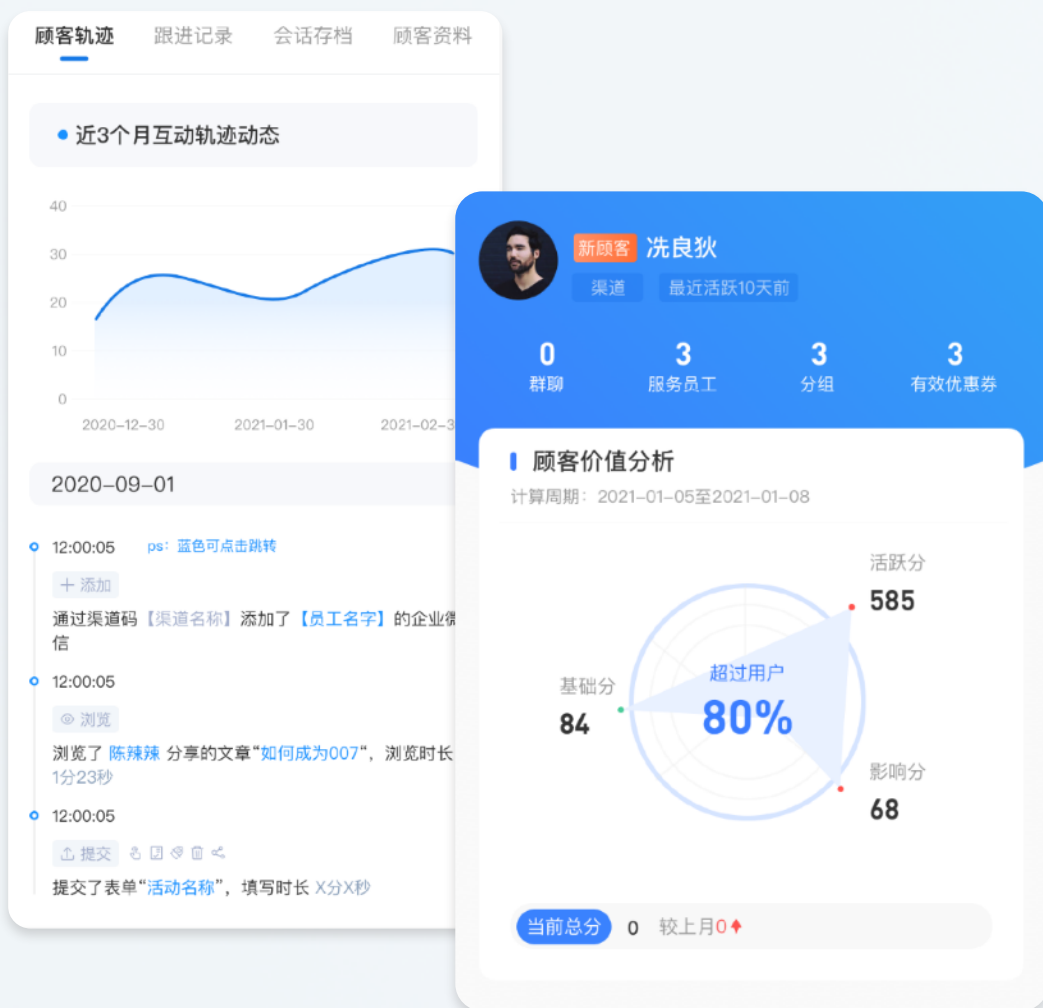 顾客轨迹 跟进记录 会话存档 顾客资料
近3个月互动轨迹动态
40
30
20
10
0
2020-12-30 2021-01-30 2021-02-3
2020-09-01
12:00:05 ps: 蓝色可点击跳转
添加
通过渠道码【渠道名称】添加了【员工名字】的企业微
信
12:00:05
浏览
浏览了 陈辣辣 分享的文章“如何成为007“，浏览时长
1分23秒
12:00:05
提交
提交了表单“活动名称”，填写时长 X分X秒
新顾客 冼良狄
渠道 最近活跃10天前
0 3 3 3
群聊 服务员工 分组 有效优惠券
顾客价值分析
计算周期：2021-01-05至2021-01-08
活跃分
585
基础分
84
超过用户
80%
影响分
68
当前总分 0 较上月0